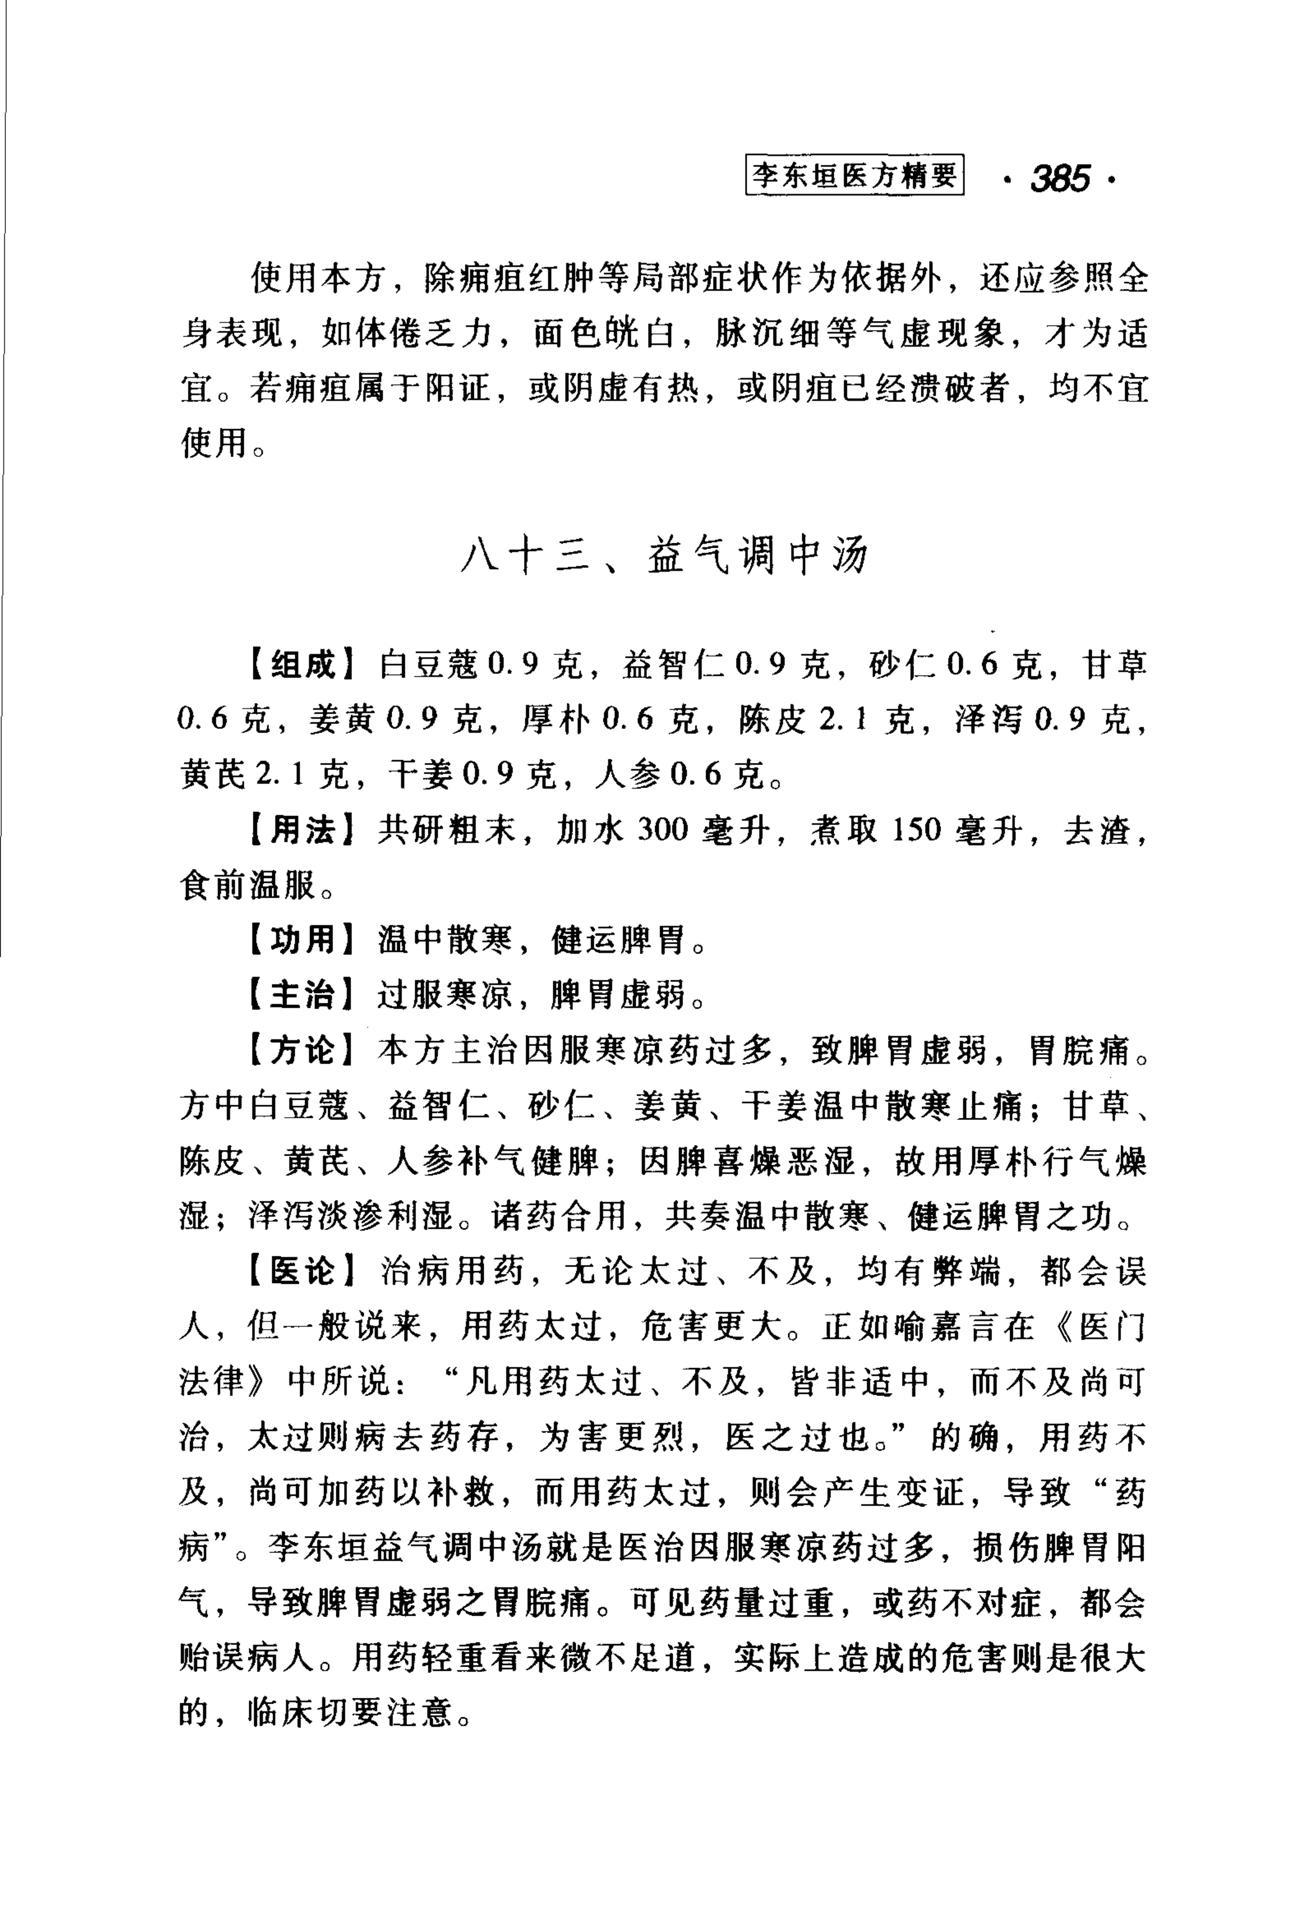 李东垣医方精要 · 385 ·
使用本方，除痈疽红肿等局部症状作为依据外，还应参照全
身表现，如体倦乏力，面色㿠白，脉沉细等气虚现象，才为适
宜。若痈疽属于阳证，或阴虚有热，或阴疽已经溃破者，均不宜
使用。
八十三、益气调中汤
【组成】白豆蔻0.9克，益智仁0.9克，砂仁0.6克，甘草
0.6克，姜黄0.9克，厚朴0.6克，陈皮2.1克，泽泻0.9克，
黄芪2.1克，干姜0.9克，人参0.6克。
【用法】共研粗末，加水300毫升，煮取150毫升，去渣，
食前温服。
【功用】温中散寒，健运脾胃。
【主治】过服寒凉，脾胃虚弱。
【方论】本方主治因服寒凉药过多，致脾胃虚弱，胃脘痛。
方中白豆蔻、益智仁、砂仁、姜黄、干姜温中散寒止痛；甘草、
陈皮、黄芪、人参补气健脾；因脾喜燥恶湿，故用厚朴行气燥
湿；泽泻淡渗利湿。诸药合用，共奏温中散寒、健运脾胃之功。
【医论】治病用药，无论太过、不及，均有弊端，都会误
人，但一般说来，用药太过，危害更大。正如喻嘉言在《医门
法律》中所说：“凡用药太过、不及，皆非适中，而不及尚可
治，太过则病去药存，为害更烈，医之过也。”的确，用药不
及，尚可加药以补救，而用药太过，则会产生变证，导致“药
病”。李东垣益气调中汤就是医治因服寒凉药过多，损伤脾胃阳
气，导致脾胃虚弱之胃脘痛。可见药量过重，或药不对症，都会
贻误病人。用药轻重看来微不足道，实际上造成的危害则是很大
的，临床切要注意。